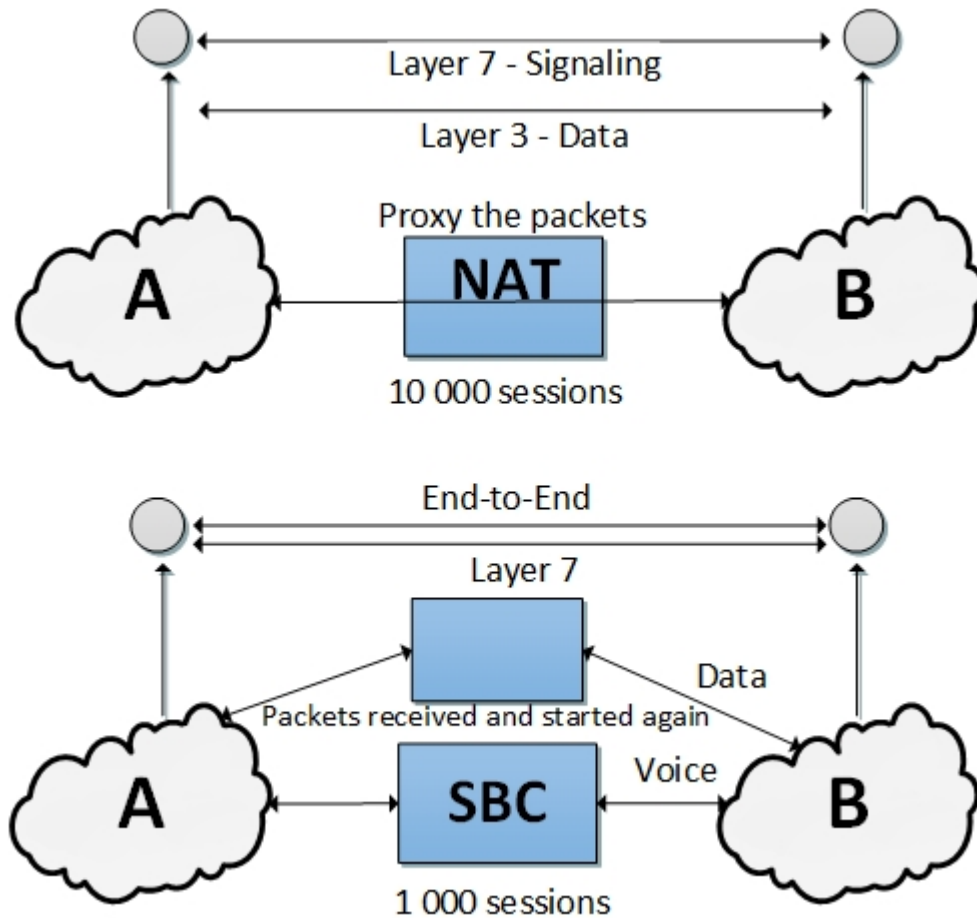 Layer 7 - Signaling
Layer 3 - Data
Proxy the packets
A
NAT
B
10 000 sessions
End-to-End
Layer 7
Data
Packets received and started again
Voice
A
SBC
B
1 000 sessions